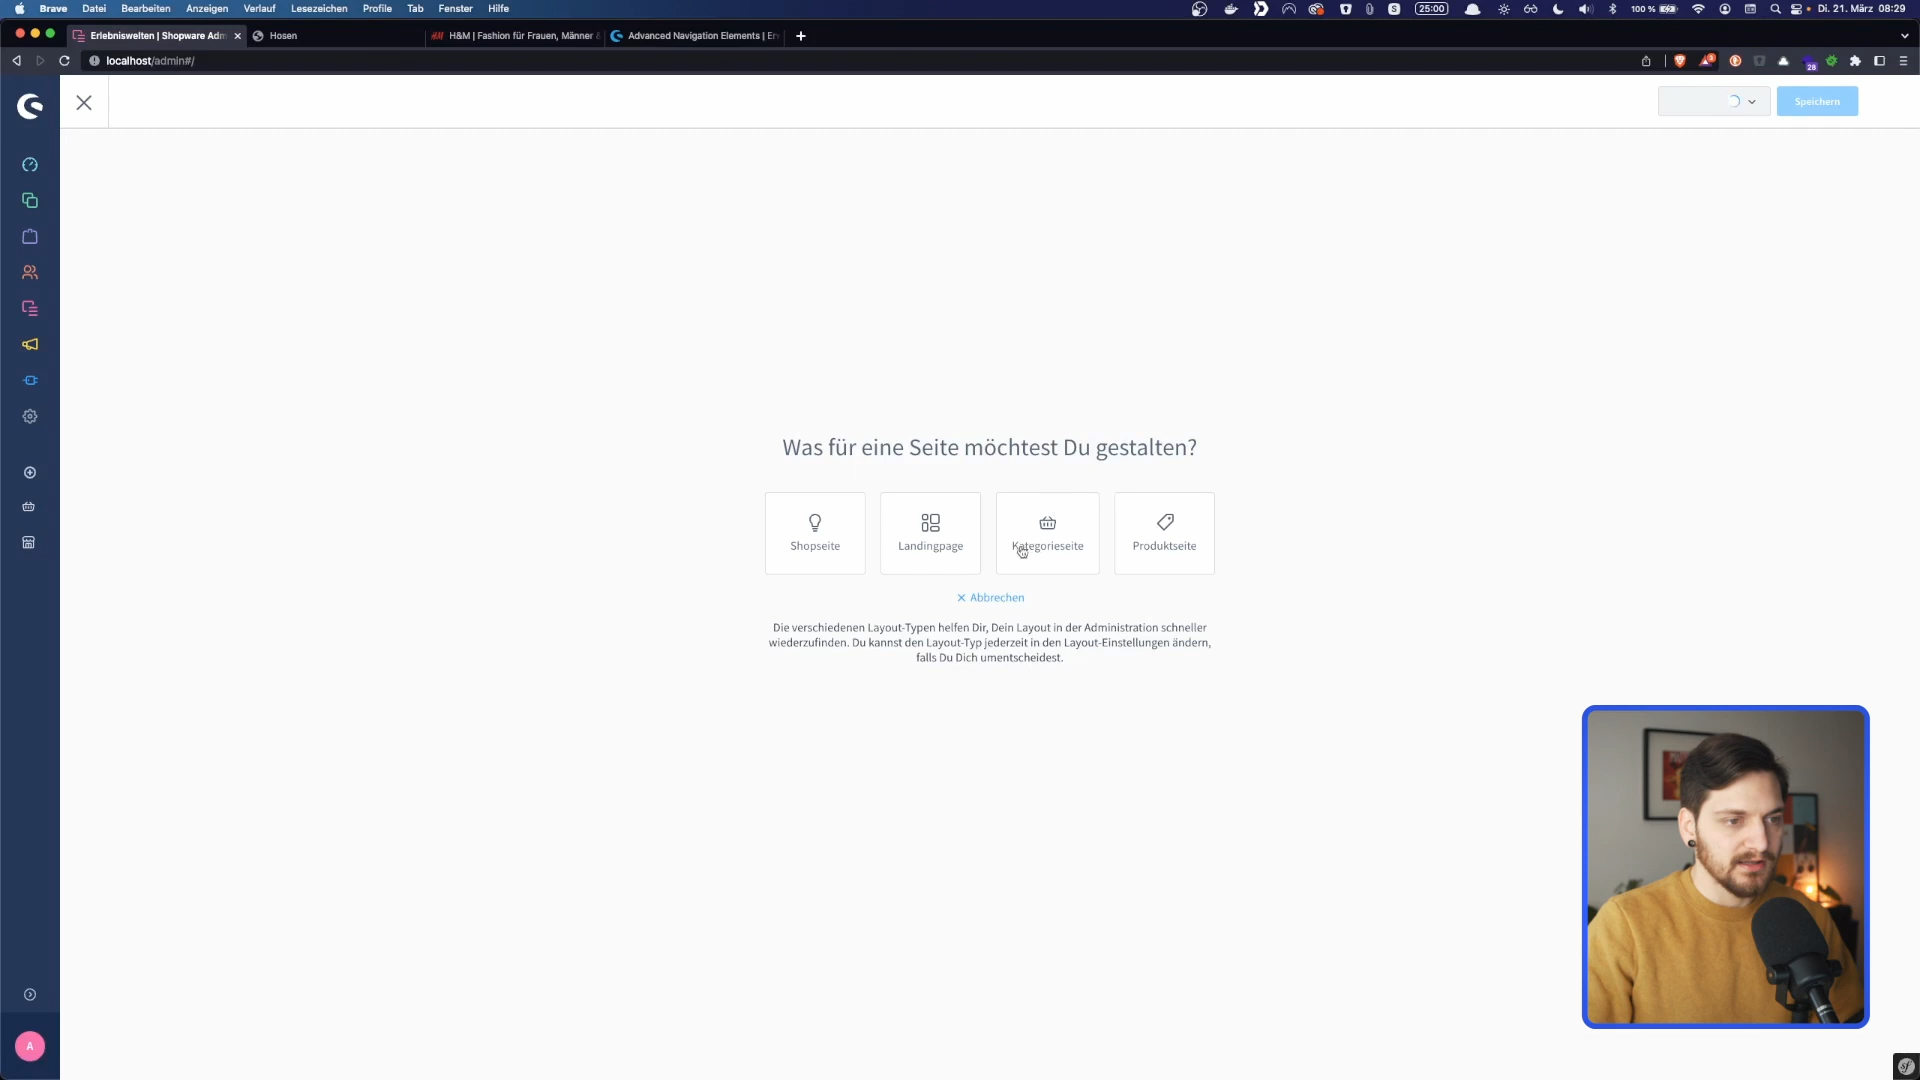 Brave Datei Bearbeiten Anzeigen Verlauf Lesezeichen Profile Tab Fenster Hilfe 25:00 100 % Di. 21. März 08:29
Erlebniswelten | Shopware Adm Hosen H&M | Fashion für Frauen, Männer Advanced Navigation Elements |
localhost/admin#/ 28
Speichern
Was für eine Seite möchtest Du gestalten?
Shopseite Landingpage Kategorieseite Produktseite
Abbrechen
Die verschiedenen Layout-Typen helfen Dir, Dein Layout in der Administration schneller
wiederzufinden. Du kannst den Layout-Typ jederzeit in den Layout-Einstellungen ändern,
falls Du Dich umentscheidest.
A